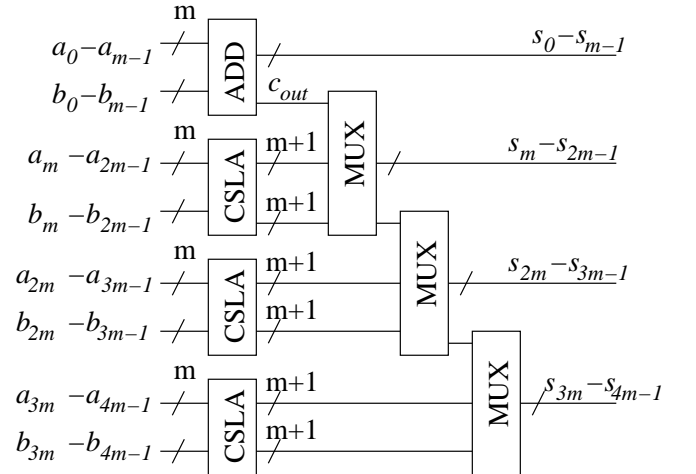 m
a0−am−1 ADD s0−sm−1
b0−bm−1 cout
m m+1 MUX
am −a2m−1 CSLA sm−s2m−1
bm −b2m−1 m+1
m m+1 MUX
a2m −a3m−1 CSLA s2m−s3m−1
b2m −b3m−1 m+1
m m+1 MUX
a3m −a4m−1 CSLA s3m−s4m−1
b3m −b4m−1 m+1